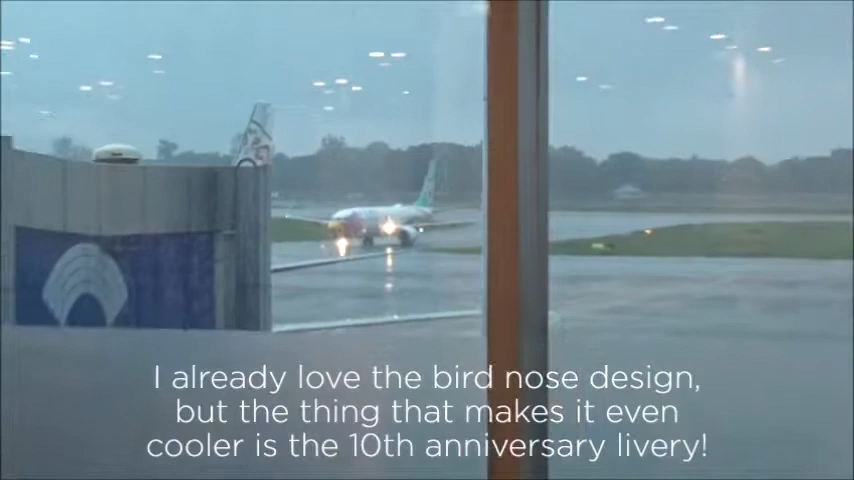 I already love the bird nose design,
but the thing that makes it even
cooler is the 10th anniversary livery!